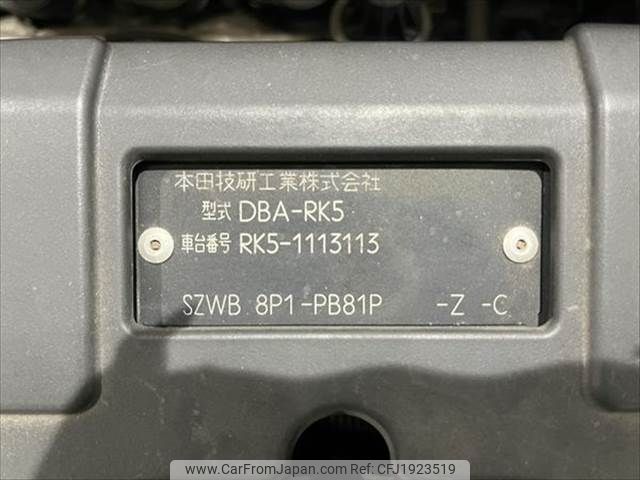 本田技研工業株式会社
型式 DBA-RK5
車台番号 RK5-1113113
SZWB 8P1-PB81P -Z -C
www.CarFromJapan.com Ref:CFJ1923519